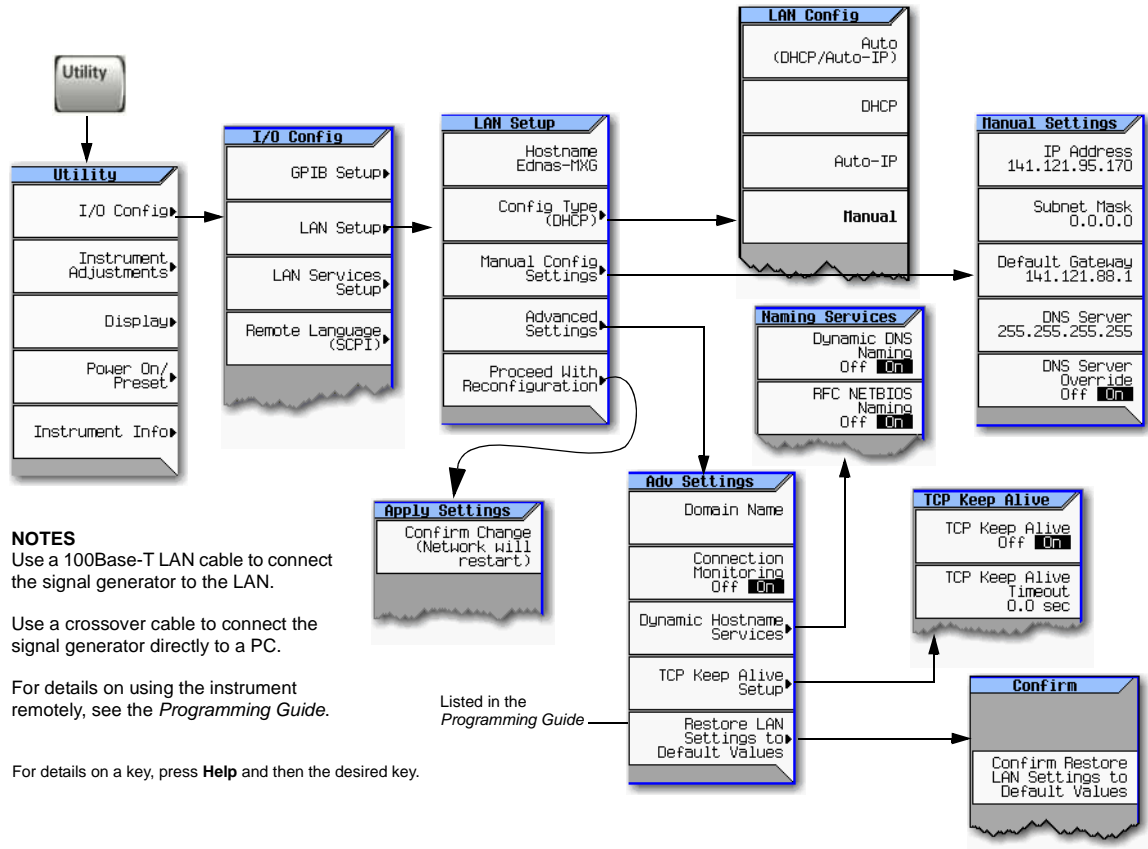 Utility
Utility
I/O Config
Instrument
Adjustments
Display
Power On/
Preset
Instrument Info
I/O Config
GPIB Setup
LAN Setup
LAN Services
Setup
Remote Language
(SCPI)
LAN Setup
Hostname
Ednas-MXG
Config Type
(DHCP)
Manual Config
Settings
Advanced
Settings
Proceed With
Reconfiguration
LAN Config
Auto
(DHCP/Auto-IP)
DHCP
Auto-IP
Manual
Manual Settings
IP Address
141.121.95.170
Subnet Mask
0.0.0.0
Default Gateway
141.121.88.1
DNS Server
255.255.255.255
DNS Server
Override
Off On
Naming Services
Dynamic DNS
Naming
Off On
RFC NETBIOS
Naming
Off On
Apply Settings
Confirm Change
(Network will
restart)
Adv Settings
Domain Name
Connection
Monitoring
Off On
Dynamic Hostname
Services
TCP Keep Alive
Setup
Restore LAN
Settings to
Default Values
TCP Keep Alive
TCP Keep Alive
Off On
TCP Keep Alive
Timeout
0.0 sec
Confirm
Confirm Restore
LAN Settings to
Default Values
Listed in the
Programming Guide
NOTES
Use a 100Base-T LAN cable to connect
the signal generator to the LAN.
Use a crossover cable to connect the
signal generator directly to a PC.
For details on using the instrument
remotely, see the Programming Guide.
For details on a key, press Help and then the desired key.